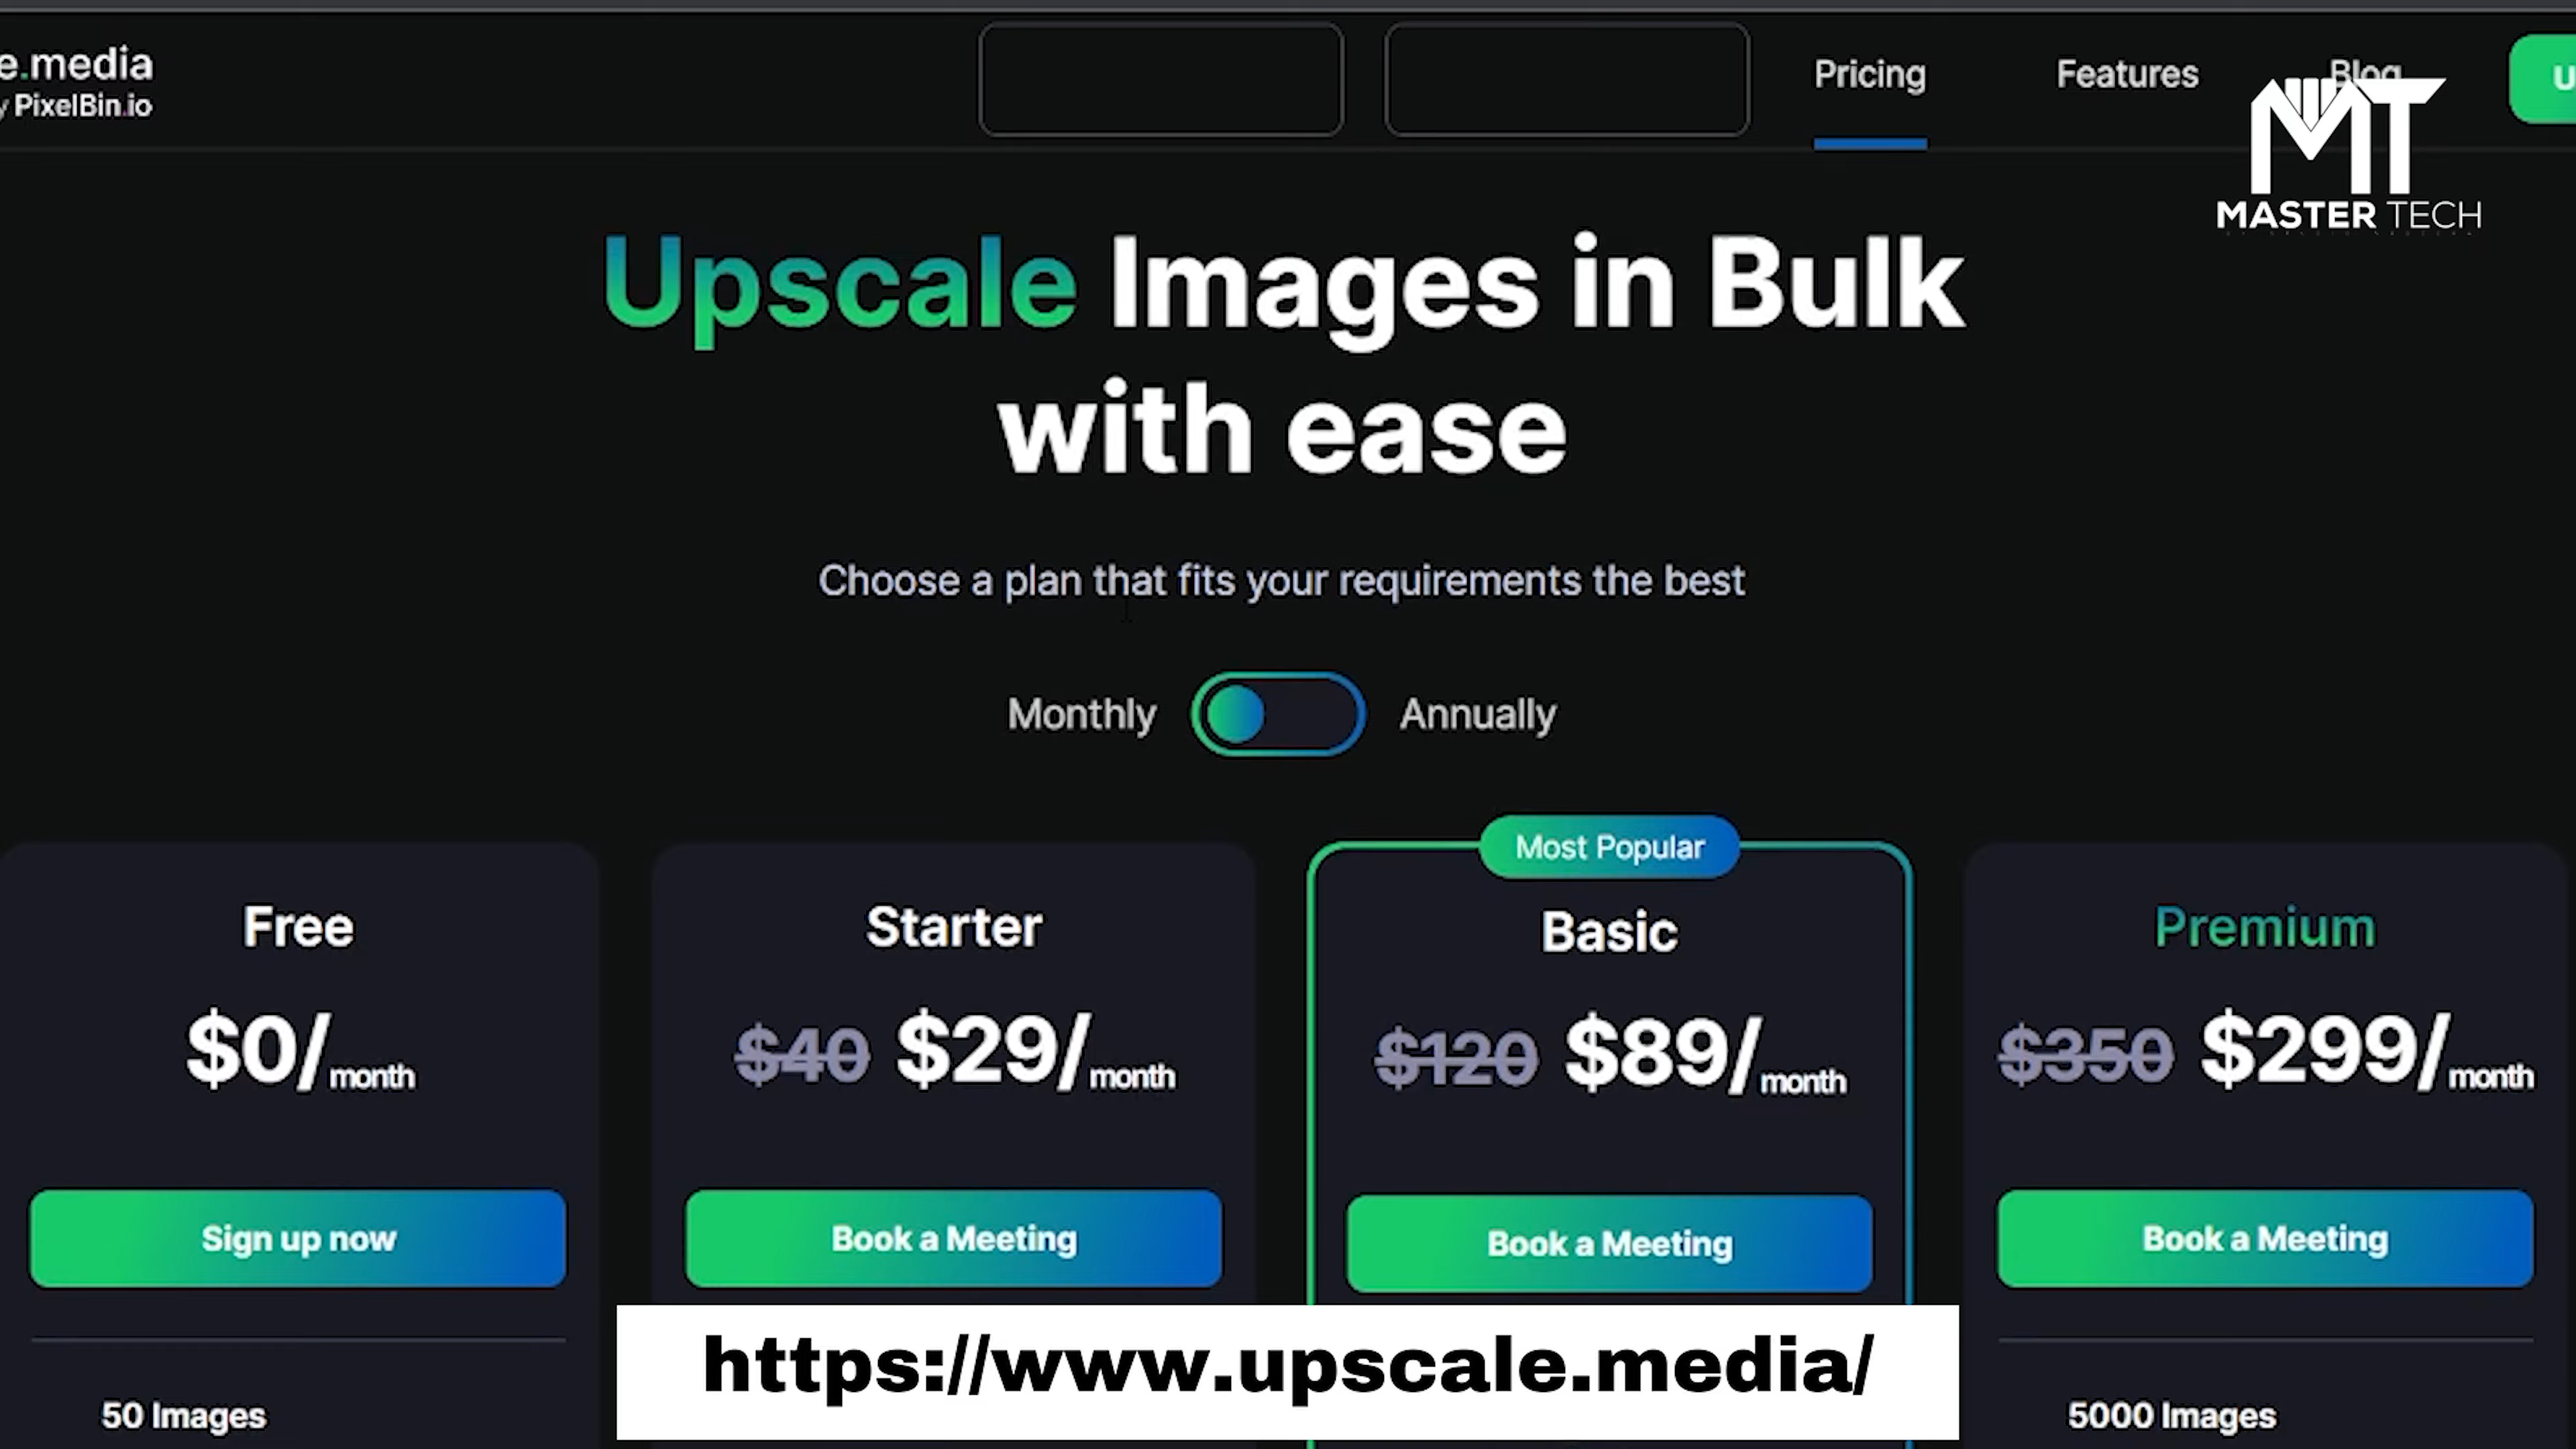 e.media
y PixelBin.io
Pricing
Features
Blog
U
MT
MASTER TECH
Upscale Images in Bulk
with ease
Choose a plan that fits your requirements the best
Monthly
Annually
Most Popular
Free
Starter
Basic
Premium
$0/month
$40 $29/month
$120 $89/month
$350 $299/month
Sign up now
Book a Meeting
Book a Meeting
Book a Meeting
https://www.upscale.media/
50 Images
5000 Images